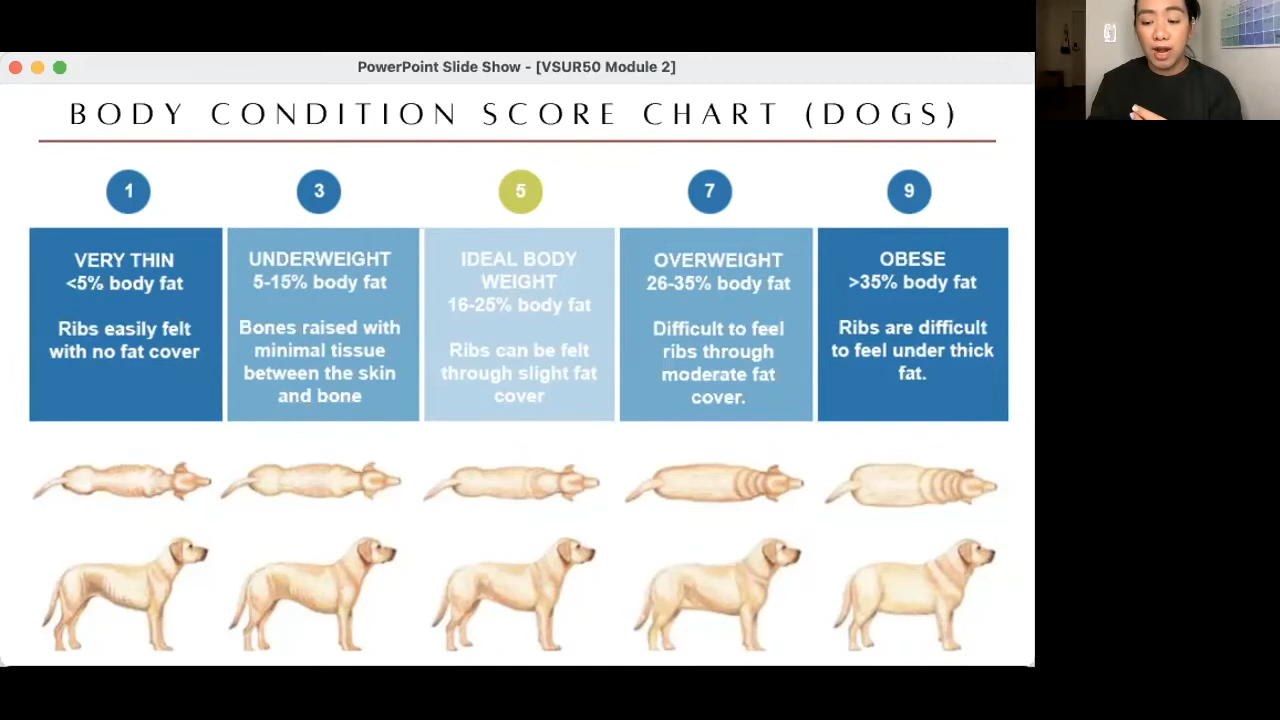 PowerPoint Slide Show - [VSUR50 Module 2]
BODY CONDITION SCORE CHART (DOGS)
1
VERY THIN
<5% body fat
Ribs easily felt
with no fat cover
3
UNDERWEIGHT
5-15% body fat
Bones raised with
minimal tissue
between the skin
and bone
5
IDEAL BODY
WEIGHT
16-25% body fat
Ribs can be felt
through slight fat
cover
7
OVERWEIGHT
26-35% body fat
Difficult to feel
ribs through
moderate fat
cover.
9
OBESE
>35% body fat
Ribs are difficult
to feel under thick
fat.